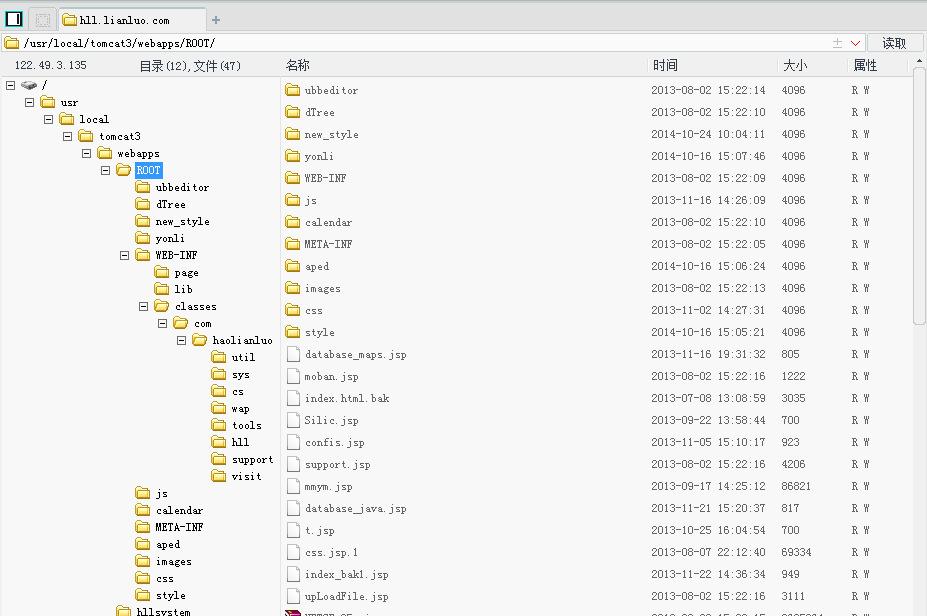 hll.lianluo.com
/usr/local/tomcat3/webapps/ROOT/ 读取
122.49.3.135 目录(12),文件(47) 名称 时间 大小 属性
/
usr
local
tomcat3
webapps
ROOT
ubbeditor
dTree
new_style
yonli
WEB-INF
page
lib
classes
com
haolianluo
util
sys
cs
wap
tools
hll
support
visit
js
calendar
META-INF
aped
images
css
style
hllsystem
ubbeditor 2013-08-02 15:22:14 4096 R W
dTree 2013-08-02 15:22:10 4096 R W
new_style 2014-10-24 10:04:11 4096 R W
yonli 2014-10-16 15:07:46 4096 R W
WEB-INF 2013-08-02 15:22:09 4096 R W
js 2013-11-16 14:26:09 4096 R W
calendar 2013-08-02 15:22:10 4096 R W
META-INF 2013-08-02 15:22:05 4096 R W
aped 2014-10-16 15:06:24 4096 R W
images 2013-08-02 15:22:13 4096 R W
css 2013-11-02 14:27:31 4096 R W
style 2014-10-16 15:05:21 4096 R W
database_maps.jsp 2013-11-16 19:31:32 805 R W
moban.jsp 2013-08-02 15:22:16 1222 R W
index.html.bak 2013-07-08 13:08:59 3035 R W
Silic.jsp 2013-09-22 13:58:44 700 R W
confis.jsp 2013-11-05 15:10:17 923 R W
support.jsp 2013-08-02 15:22:16 4206 R W
mmym.jsp 2013-09-17 14:25:12 86821 R W
database_java.jsp 2013-11-21 15:20:37 817 R W
t.jsp 2013-10-25 16:04:54 700 R W
css.jsp.1 2013-08-07 22:12:40 69334 R W
index_bak1.jsp 2013-11-22 14:36:34 949 R W
upLoadFile.jsp 2013-08-02 15:22:16 3111 R W